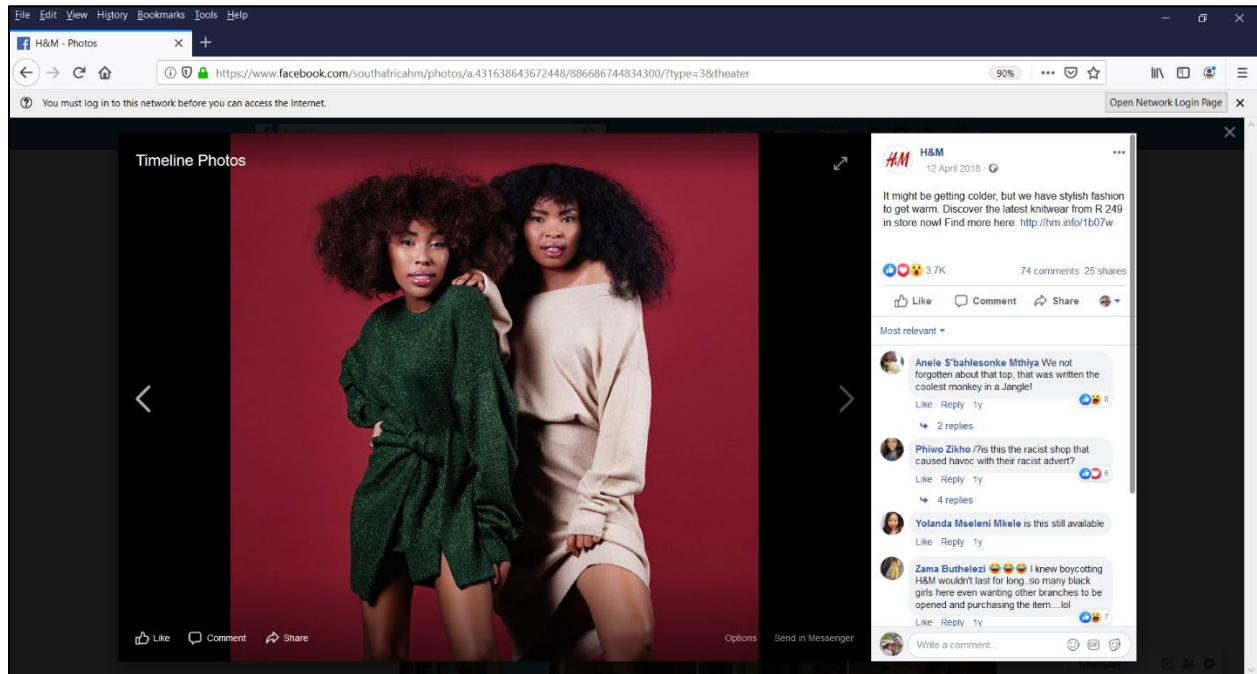 File Edit View History Bookmarks Tools Help
H&M - Photos
https://www.facebook.com/southafricahm/photos/a.431638643672448/886686744834300/?type=3&theater
90%
You must log in to this network before you can access the Internet.
Open Network Login Page
Timeline Photos
H&M
H&M
12 April 2018
It might be getting colder, but we have stylish fashion
to get warm. Discover the latest knitwear from R 249
in store now! Find more here: http://hm.info/1b07w
3.7K 74 comments 25 shares
Like Comment Share
Most relevant
Anele S'bahlesonke Mthiya We not
forgotten about that top, that was written the
coolest monkey in a Jangle!
8
Like · Reply · 1y
2 replies
Phiwo Zikho /?is this the racist shop that
caused havoc with their racist advert?
6
Like · Reply · 1y
4 replies
Yolanda Mseleni Mkele is this still available
Like · Reply · 1y
Zama Buthelezi 😂😂😂 I knew boycotting
H&M wouldn't last for long..so many black
girls here even wanting other branches to be
opened and purchasing the item....lol
7
Like · Reply · 1y
Write a comment...
GIF
Like Comment Share
Options Send in Messenger